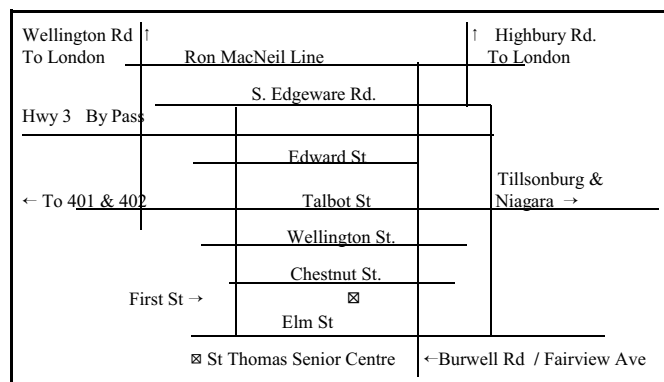 Wellington Rd ↑ ↑ Highbury Rd.
To London Ron MacNeil Line To London
S. Edgeware Rd.
Hwy 3 By Pass
Edward St
Tillsonburg &
← To 401 & 402 Talbot St Niagara →
Wellington St.
Chestnut St.
First St → ☒
Elm St
☒ St Thomas Senior Centre ←Burwell Rd / Fairview Ave